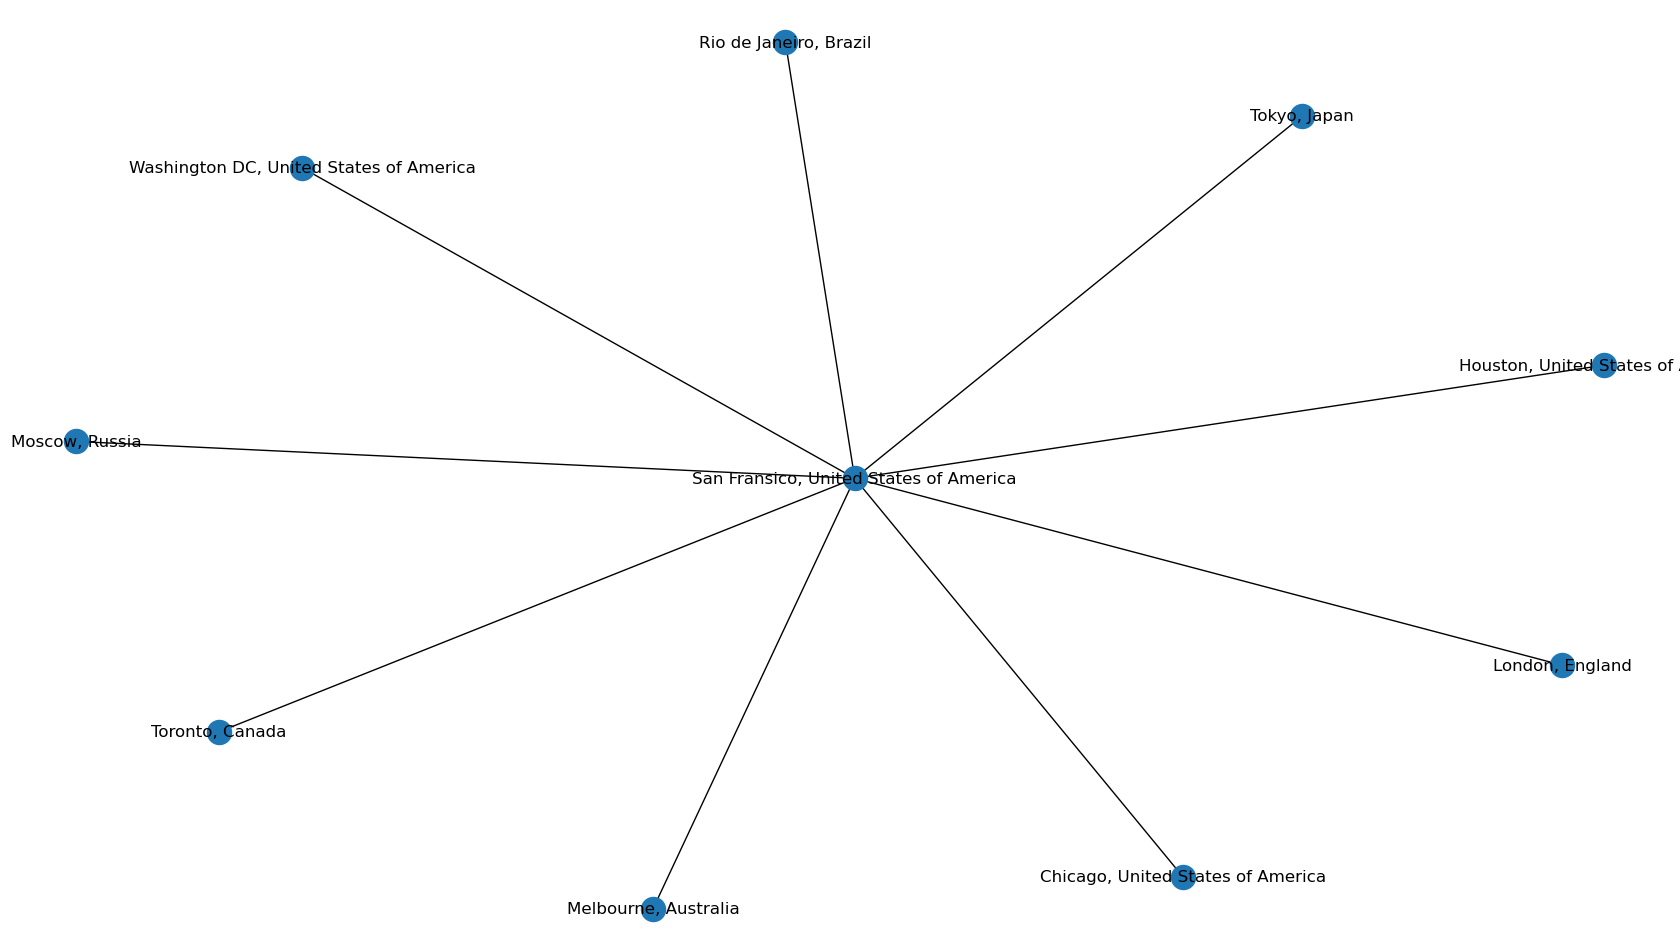 Rio de Janeiro, Brazil
Tokyo, Japan
Washington DC, United States of America
Houston, United States of
Moscow, Russia
San Fransico, United States of America
London, England
Toronto, Canada
Chicago, United States of America
Melbourne, Australia